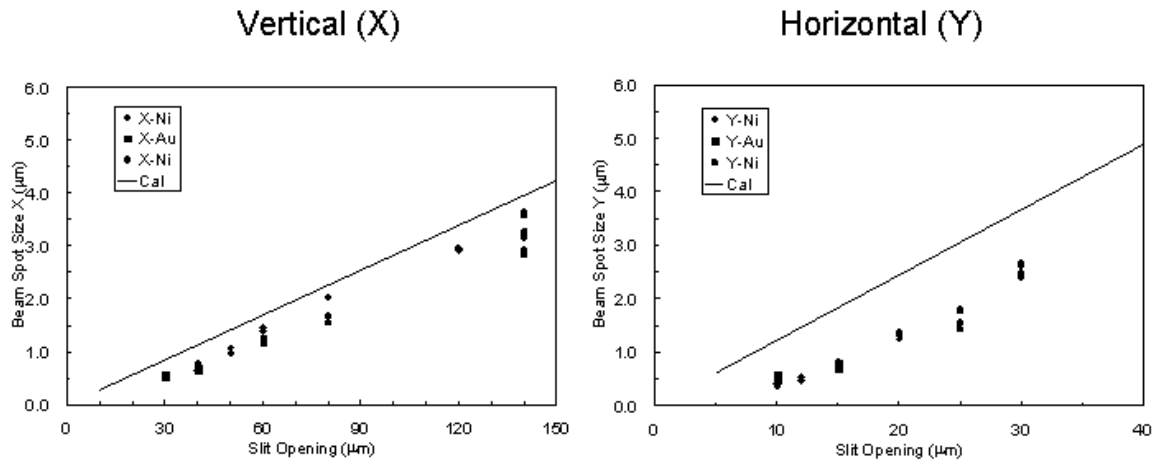 Vertical (X)
Horizontal (Y)
6.0
5.0
4.0
3.0
2.0
1.0
0.0
Beam Spot Size X (μm)
X-Ni
X-Au
X-Ni
Cal
0
30
60
90
120
150
Slit Opening (μm)
6.0
5.0
4.0
3.0
2.0
1.0
0.0
Beam Spot Size Y (μm)
Y-Ni
Y-Au
Y-Ni
Cal
0
10
20
30
40
Slit Opening (μm)